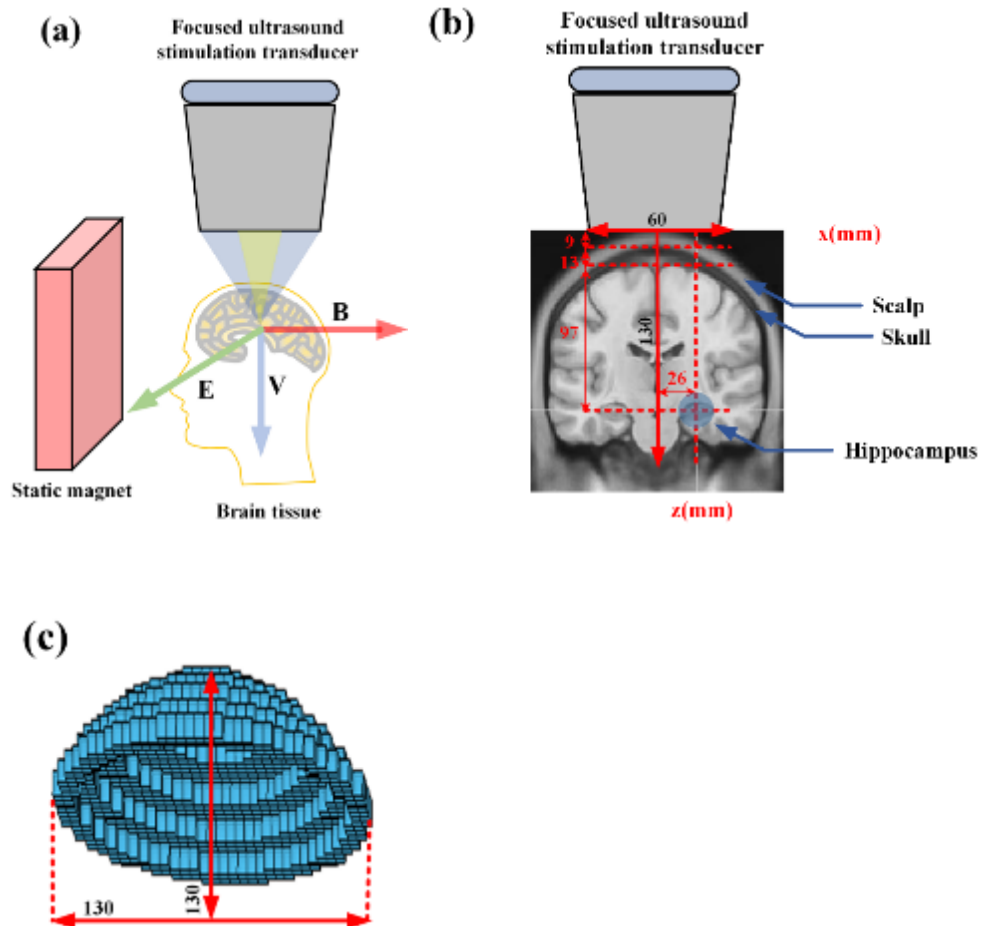 (a)
Focused ultrasound
stimulation transducer
B
E
V
Static magnet
Brain tissue
(b)
Focused ultrasound
stimulation transducer
60
x(mm)
9
13
Scalp
Skull
97
130
26
Hippocampus
z(mm)
(c)
130
130